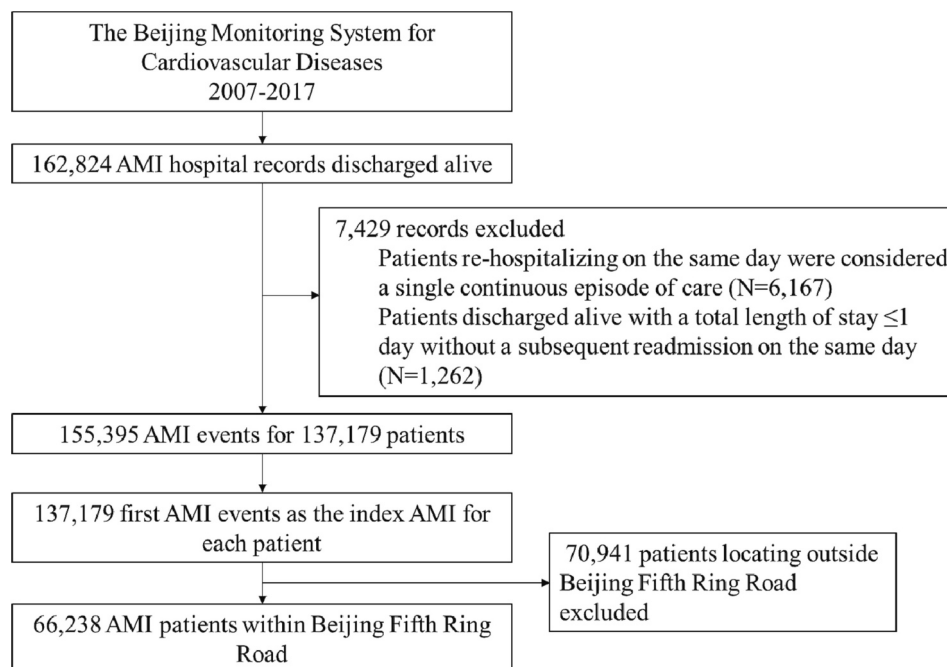 The Beijing Monitoring System for
Cardiovascular Diseases
2007-2017
162,824 AMI hospital records discharged alive
7,429 records excluded
Patients re-hospitalizing on the same day were considered
a single continuous episode of care (N=6,167)
Patients discharged alive with a total length of stay ≤1
day without a subsequent readmission on the same day
(N=1,262)
155,395 AMI events for 137,179 patients
137,179 first AMI events as the index AMI for
each patient
70,941 patients locating outside
Beijing Fifth Ring Road
excluded
66,238 AMI patients within Beijing Fifth Ring
Road